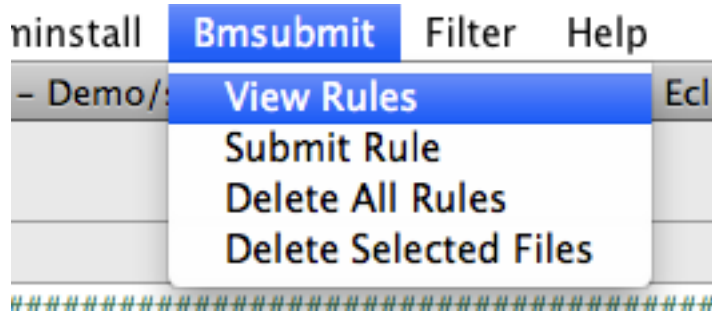 minstall Bmsubmit Filter Help
– Demo/s Ecl
View Rules
Submit Rule
Delete All Rules
Delete Selected Files
####################################